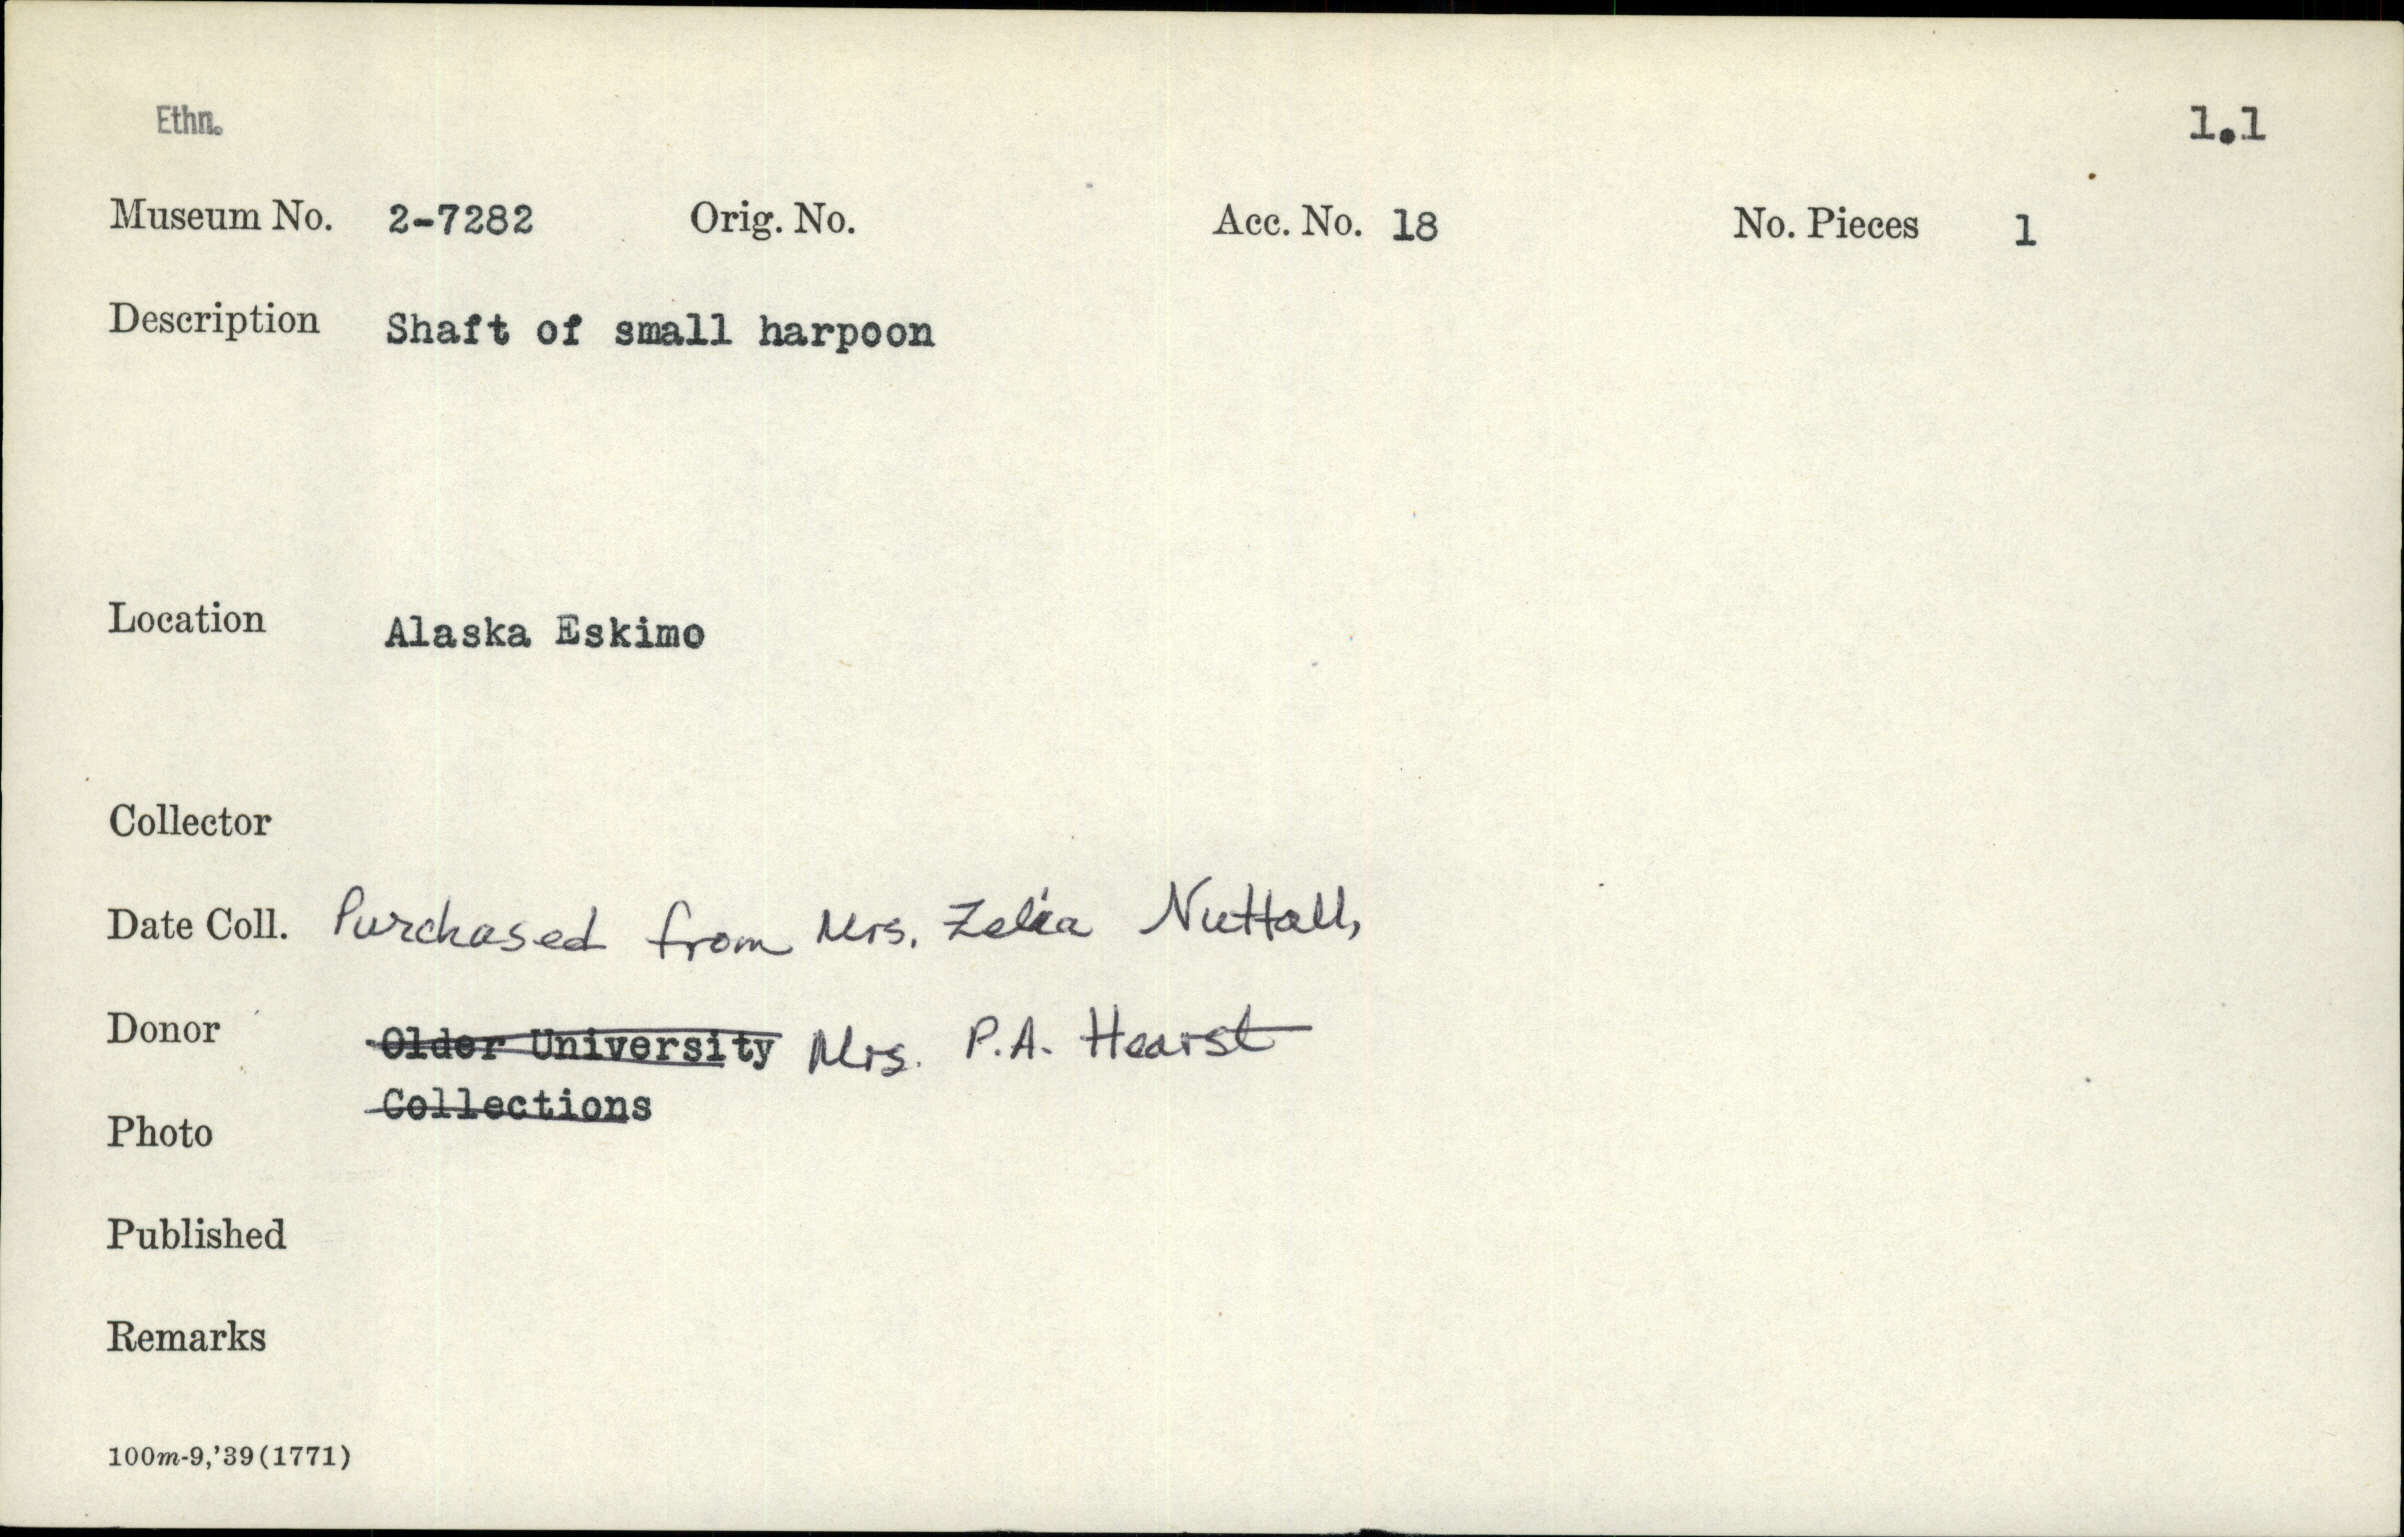 Ethn.
1.1
Museum No. 2-7282 Orig. No. Acc. No. 18 No. Pieces 1
Description Shaft of small harpoon
Location Alaska Eskimo
Collector
Date Coll. Purchased from Mrs. Zelia Nuttall,
Donor Older University Mrs. P.A. Hearst
Collections
Photo
Published
Remarks
100m-9,'39(1771)